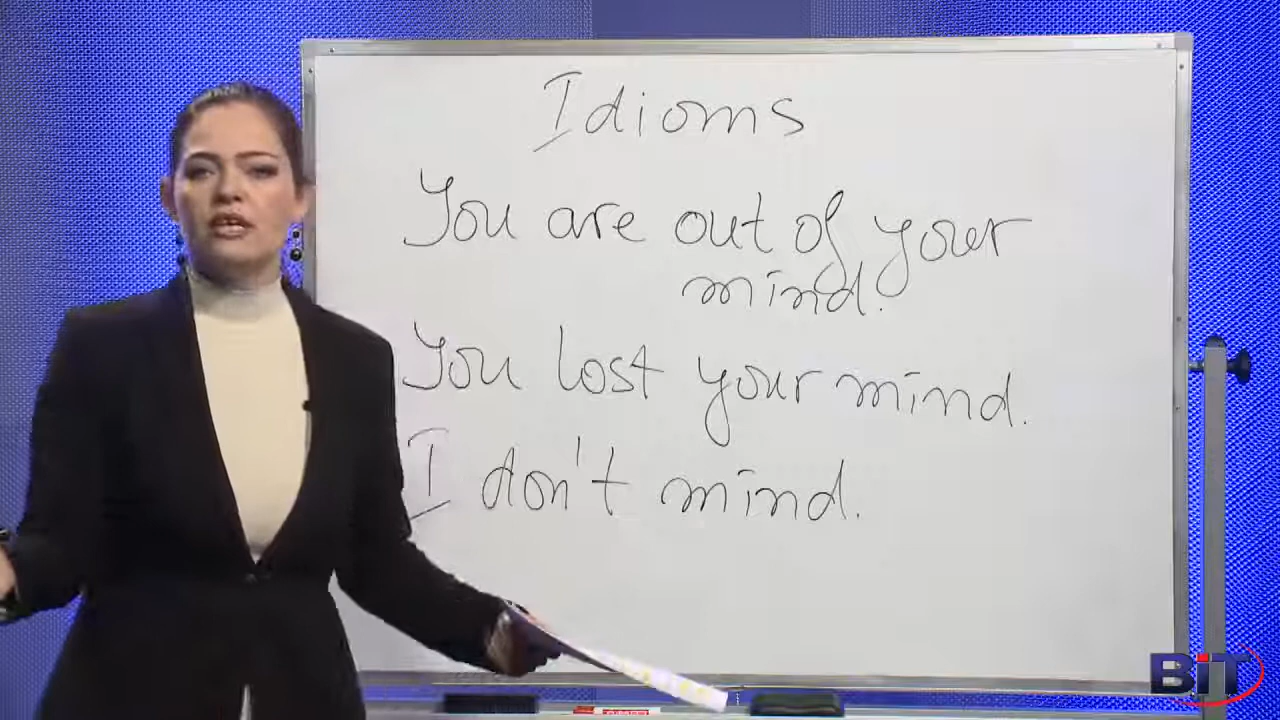 Idioms
You are out of your
mind.
You lost your mind.
I don't mind.
BiT